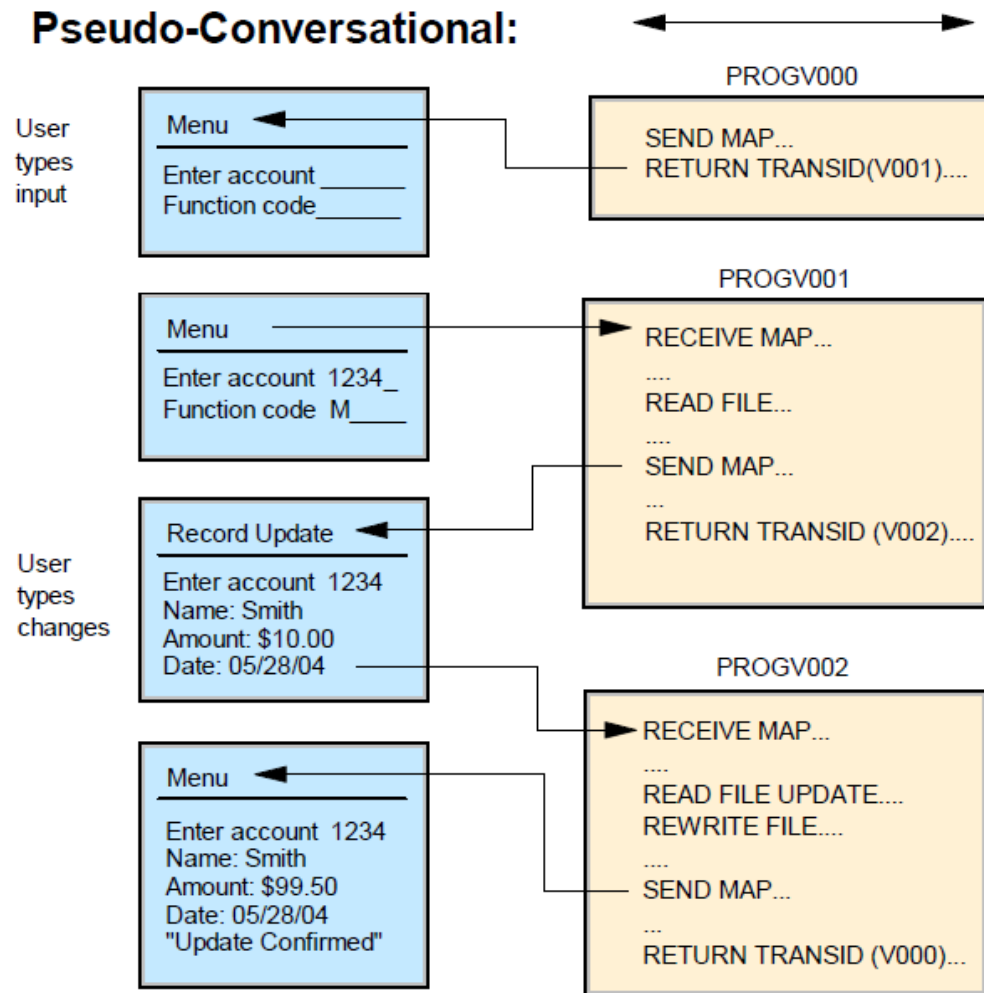 Pseudo-Conversational:
User
types
input
Menu
Enter account ______
Function code______
PROGV000
SEND MAP...
RETURN TRANSID(V001)....
Menu
Enter account 1234_
Function code M____
PROGV001
RECEIVE MAP...
....
READ FILE...
....
SEND MAP...
...
RETURN TRANSID (V002)....
User
types
changes
Record Update
Enter account 1234
Name: Smith
Amount: $10.00
Date: 05/28/04
PROGV002
RECEIVE MAP...
....
READ FILE UPDATE....
REWRITE FILE....
....
SEND MAP...
...
RETURN TRANSID (V000)...
Menu
Enter account 1234
Name: Smith
Amount: $99.50
Date: 05/28/04
"Update Confirmed"